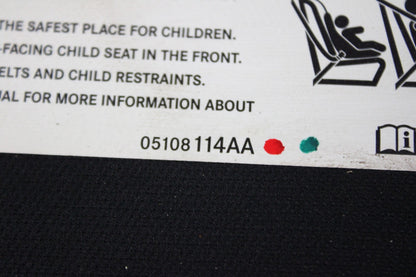 THE SAFEST PLACE FOR CHILDREN.
-FACING CHILD SEAT IN THE FRONT.
ELTS AND CHILD RESTRAINTS.
AL FOR MORE INFORMATION ABOUT
05108114AA
i